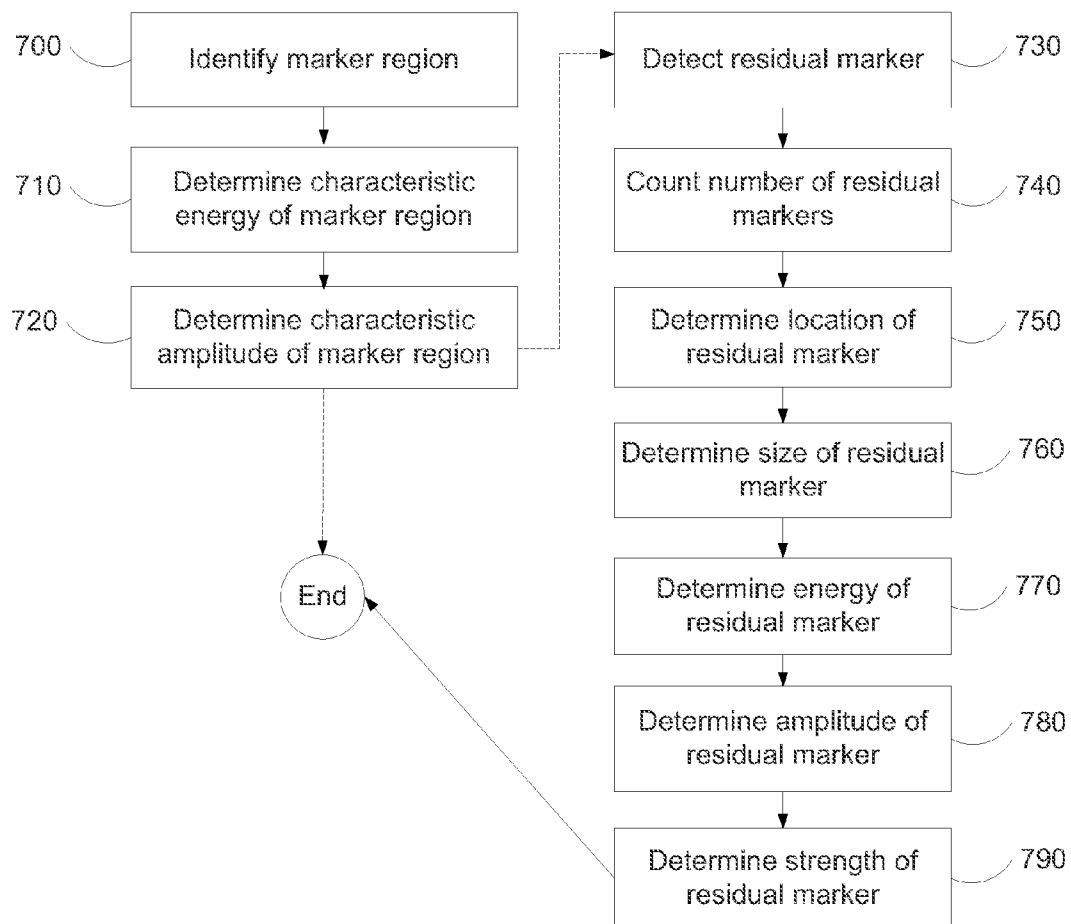 700
Identify marker region
710
Determine characteristic
energy of marker region
720
Determine characteristic
amplitude of marker region
End
Detect residual marker
730
Count number of residual
markers
740
Determine location of
residual marker
750
Determine size of residual
marker
760
Determine energy of
residual marker
770
Determine amplitude of
residual marker
780
Determine strength of
residual marker
790